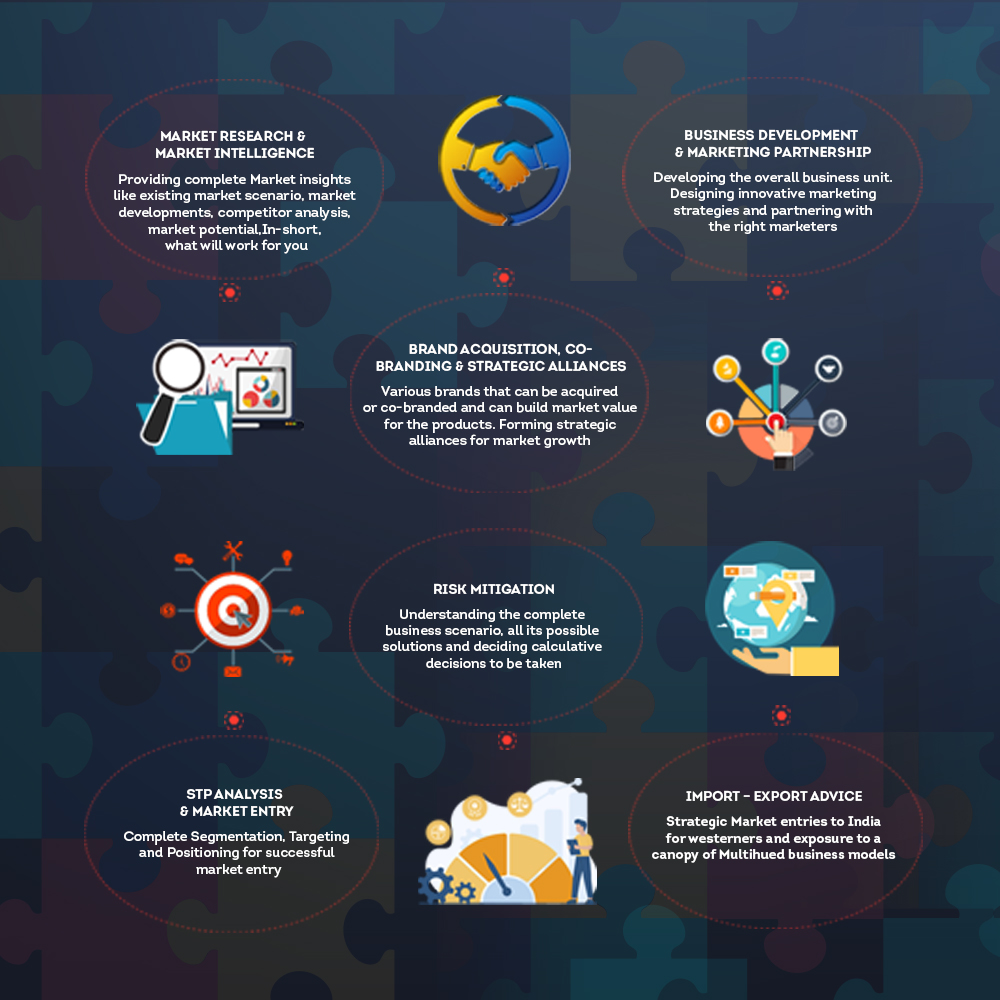 MARKET RESEARCH &
MARKET INTELLIGENCE
Providing complete Market insights
like existing market scenario, market
developments, competitor analysis,
market potential,In-short,
what will work for you
BUSINESS DEVELOPMENT
& MARKETING PARTNERSHIP
Developing the overall business unit.
Designing innovative marketing
strategies and partnering with
the right marketers
BRAND ACQUISITION, CO-
BRANDING & STRATEGIC ALLIANCES
Various brands that can be acquired
or co-branded and can build market value
for the products. Forming strategic
alliances for market growth
RISK MITIGATION
Understanding the complete
business scenario, all its possible
solutions and deciding calculative
decisions to be taken
STP ANALYSIS
& MARKET ENTRY
Complete Segmentation, Targeting
and Positioning for successful
market entry
IMPORT – EXPORT ADVICE
Strategic Market entries to India
for westerners and exposure to a
canopy of Multihued business models